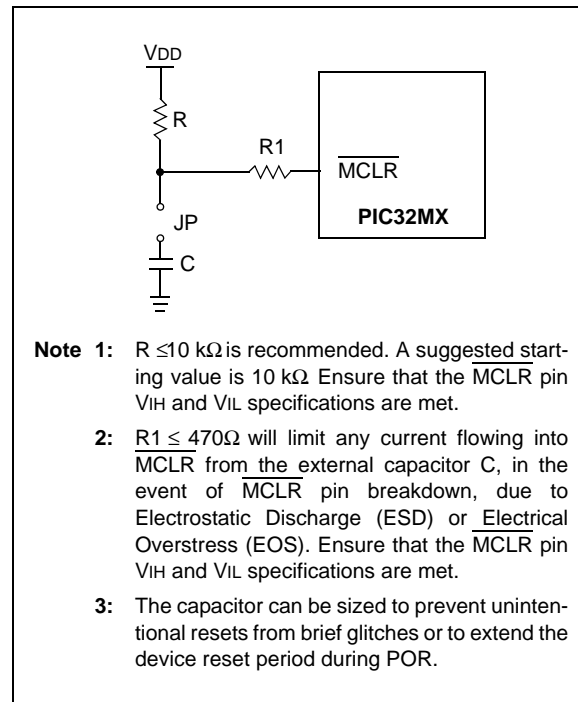 VDD
R
R1
MCLR
PIC32MX
JP
C
Note 1: R ≤10 kΩ is recommended. A suggested start-
ing value is 10 kΩ. Ensure that the MCLR pin
VIH and VIL specifications are met.
2: R1 ≤ 470Ω will limit any current flowing into
MCLR from the external capacitor C, in the
event of MCLR pin breakdown, due to
Electrostatic Discharge (ESD) or Electrical
Overstress (EOS). Ensure that the MCLR pin
VIH and VIL specifications are met.
3: The capacitor can be sized to prevent uninten-
tional resets from brief glitches or to extend the
device reset period during POR.